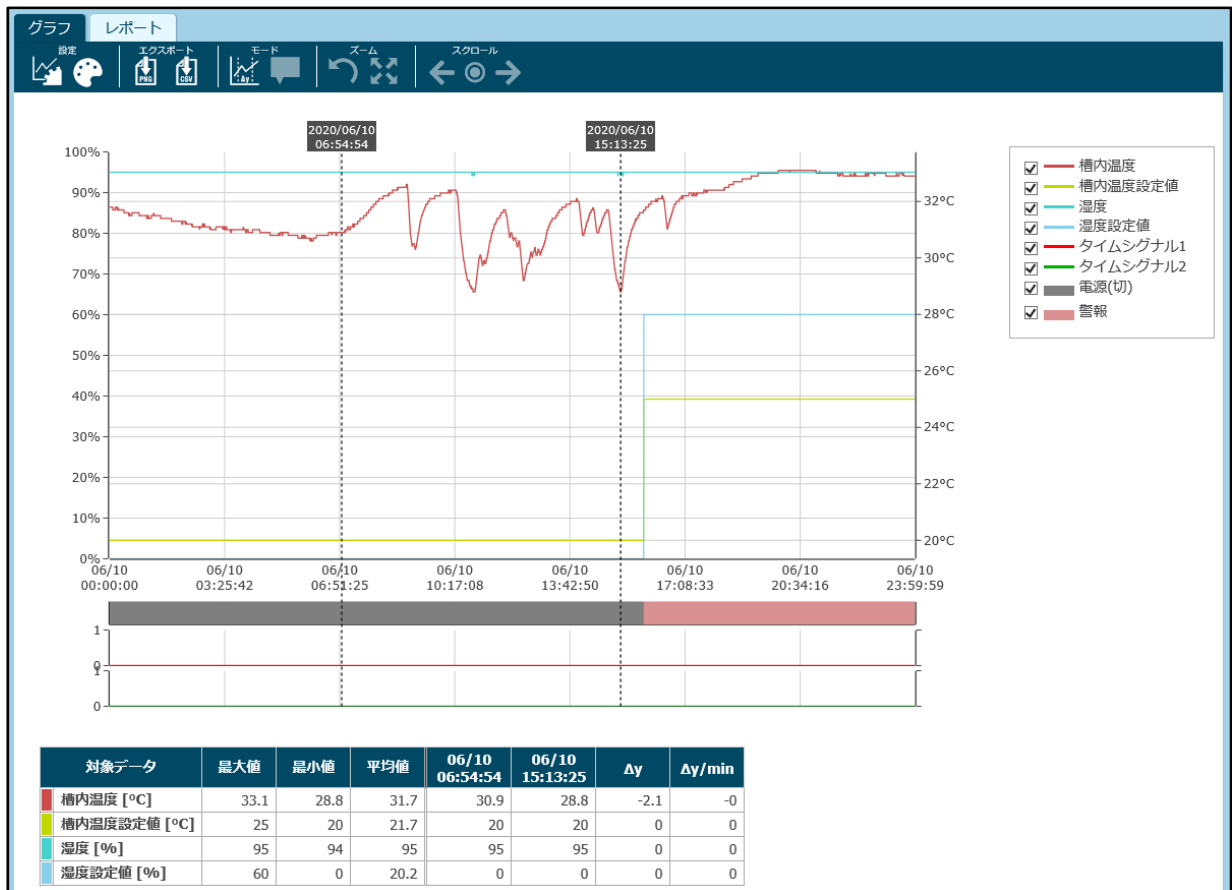 グラフ レポート
設定 エクスポート モード ズーム スクロール
PNG CSV Δy
2020/06/10 2020/06/10
06:54:54 15:13:25
100%
90%
80%
70%
60%
50%
40%
30%
20%
10%
0%
32°C
30°C
28°C
26°C
24°C
22°C
20°C
06/10 06/10 06/10 06/10 06/10 06/10 06/10 06/10
00:00:00 03:25:42 06:51:25 10:17:08 13:42:50 17:08:33 20:34:16 23:59:59
1
0
1
0
槽内温度
槽内温度設定値
湿度
湿度設定値
タイムシグナル1
タイムシグナル2
電源(切)
警報
対象データ 最大値 最小値 平均値 06/10 06:54:54 06/10 15:13:25 Δy Δy/min
槽内温度 [°C] 33.1 28.8 31.7 30.9 28.8 -2.1 -0
槽内温度設定値 [°C] 25 20 21.7 20 20 0 0
湿度 [%] 95 94 95 95 95 0 0
湿度設定値 [%] 60 0 20.2 0 0 0 0